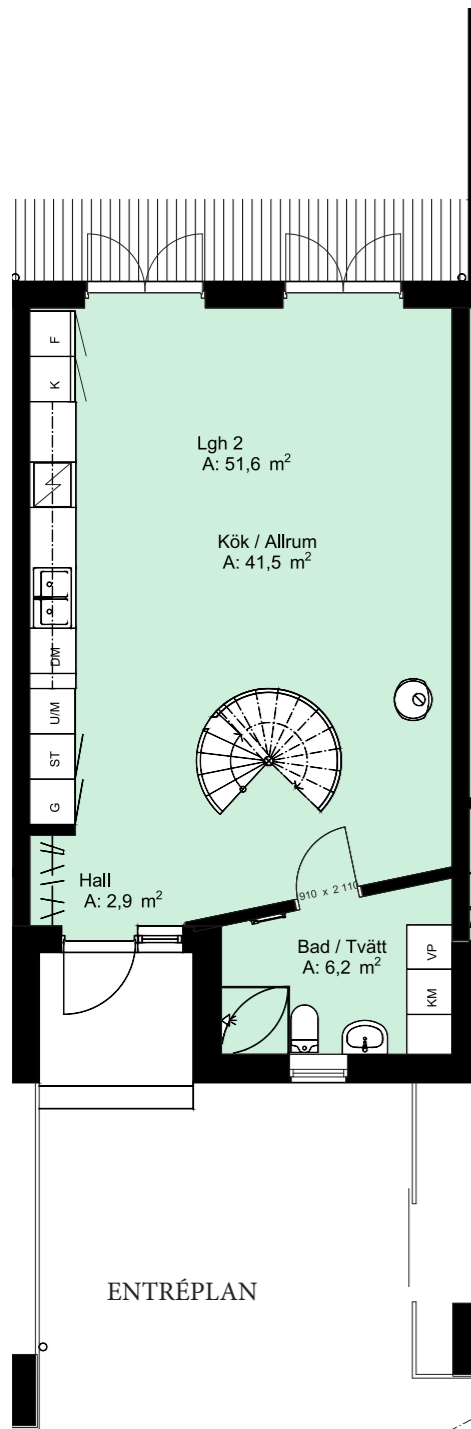 F
K
Lgh 2
A: 51,6 m²
Kök / Allrum
A: 41,5 m²
DM
U/M
ST
G
Hall
A: 2,9 m²
910 x 2 110
Bad / Tvätt
A: 6,2 m²
VP
KM
ENTRÉPLAN